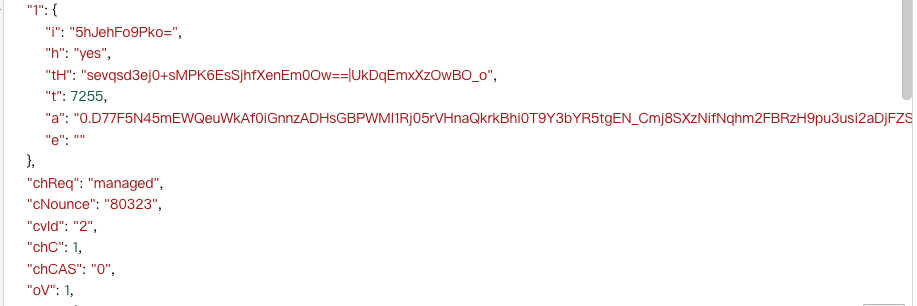 "1": {
"i": "5hJehFo9Pko=",
"h": "yes",
"tH": "sevqsd3ej0+sMPK6EsSjhfXenEm0Ow==|UkDqEmxXzOwBO_o",
"t": 7255,
"a": "0.D77F5N45mEWQeuWkAf0iGnnzADHsGBPWMI1Rj05rVHnaQkrkBhi0T9Y3bYR5tgEN_Cmj8SXzNifNqhm2FBRzH9pu3usi2aDjFZS
"e": ""
},
"chReq": "managed",
"cNounce": "80323",
"cvId": "2",
"chC": 1,
"chCAS": "0",
"oV": 1,